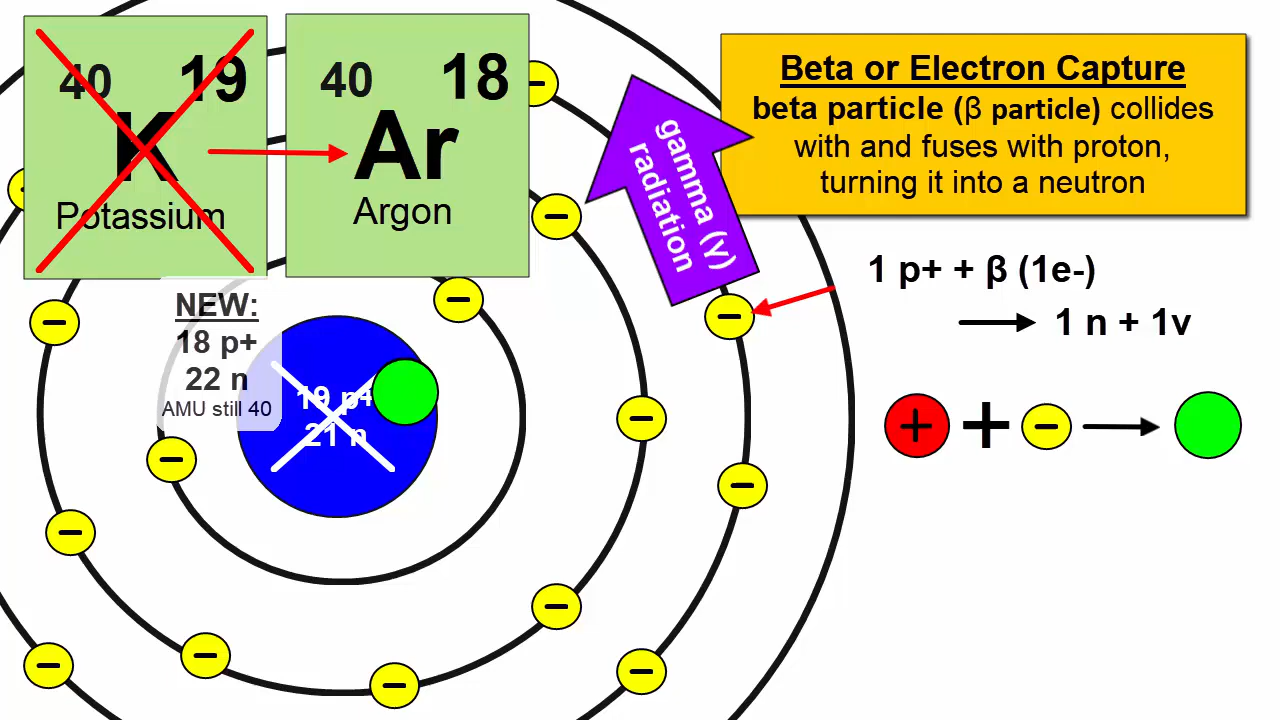 40 19
K
Potassium
40 18
Ar
Argon
gamma (γ)
radiation
Beta or Electron Capture
beta particle (β particle) collides
with and fuses with proton,
turning it into a neutron
1 p+ + β (1e-)
1 n + 1v
NEW:
18 p+
22 n
AMU still 40
19 p+
21 n
+ + − 
− − − − − − − − − − − − − −